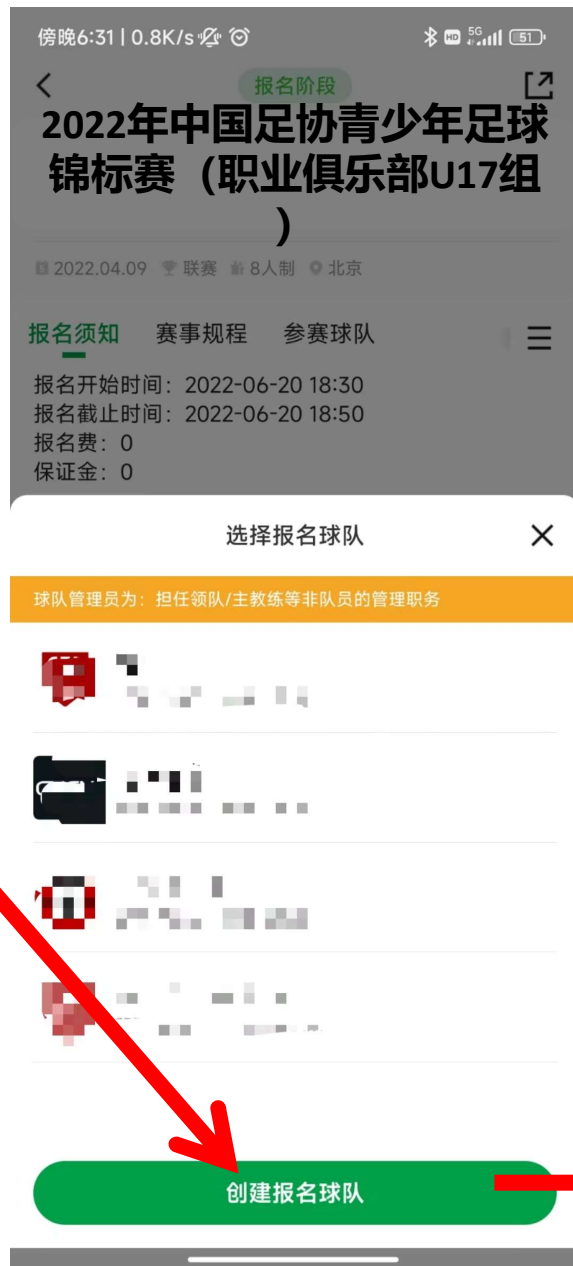 傍晚6:31 | 0.8K/s
HD 5G 51
报名阶段
2022年中国足协青少年足球
锦标赛（职业俱乐部U17组
）
2022.04.09 联赛 8人制 北京
报名须知 赛事规程 参赛球队
报名开始时间：2022-06-20 18:30
报名截止时间：2022-06-20 18:50
报名费：0
保证金：0
选择报名球队
球队管理员为：担任领队/主教练等非队员的管理职务
创建报名球队